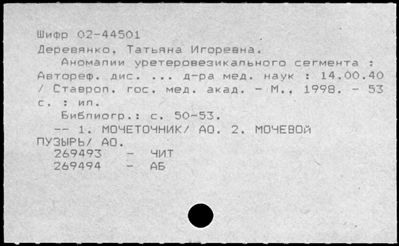 Шифр 02-44501
Деревянко, Татьяна Игоревна.
Аномалии уретеровезикального сегмента :
Автореф. дис. ... д-ра мед. наук : 14.00.40
/ Ставроп. гос. мед. акад. - М., 1998. - 53
с. : ил.
Библиогр.: с. 50-53.
-- 1. МОЧЕТОЧНИК/ АО. 2. МОЧЕВОЙ
ПУЗЫРЬ/ АО.
269493 - ЧИТ
269494 - АБ